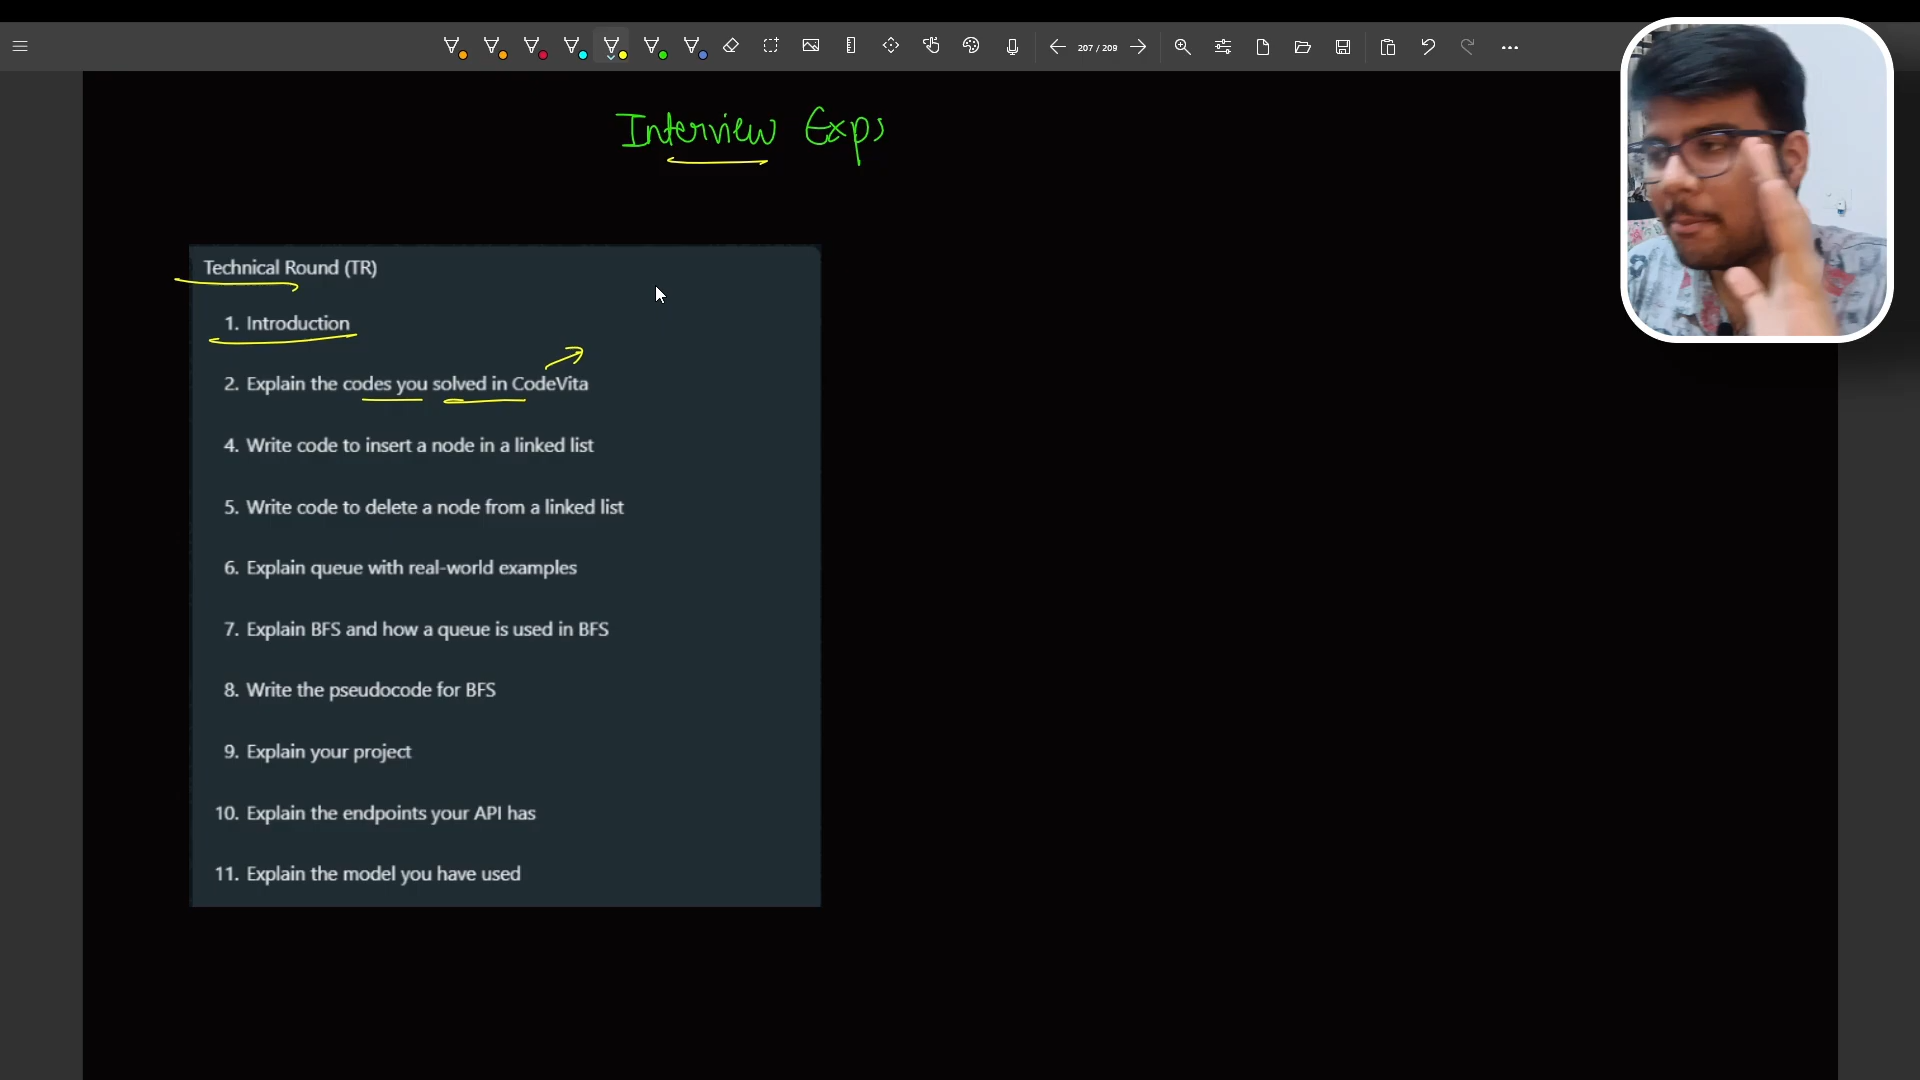 207 / 209
Interview Exps
Technical Round (TR)
1. Introduction
2. Explain the codes you solved in CodeVita
4. Write code to insert a node in a linked list
5. Write code to delete a node from a linked list
6. Explain queue with real-world examples
7. Explain BFS and how a queue is used in BFS
8. Write the pseudocode for BFS
9. Explain your project
10. Explain the endpoints your API has
11. Explain the model you have used